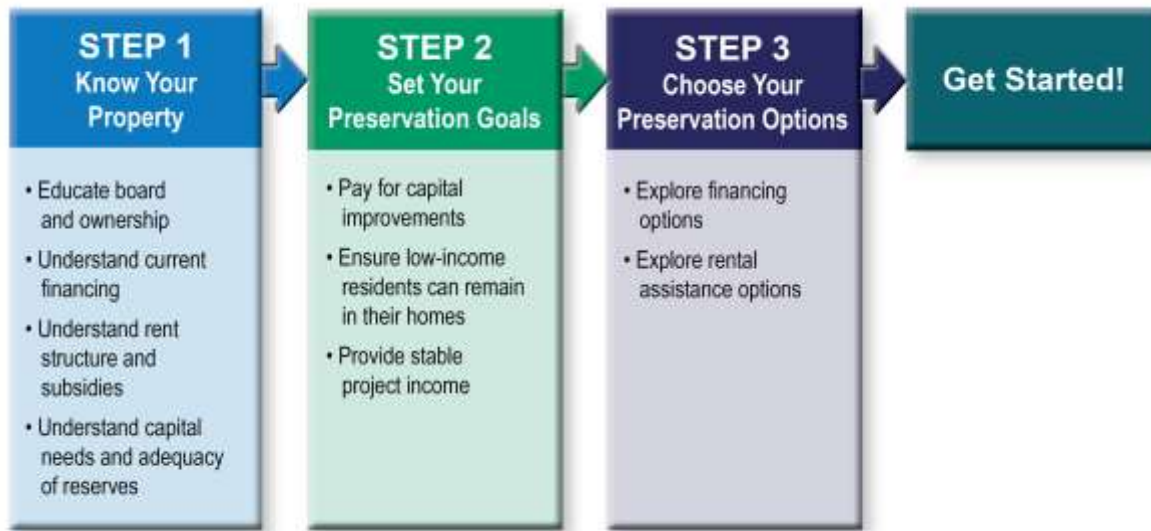 STEP 1
Know Your
Property
• Educate board
and ownership
• Understand current
financing
• Understand rent
structure and
subsidies
• Understand capital
needs and adequacy
of reserves
STEP 2
Set Your
Preservation Goals
• Pay for capital
improvements
• Ensure low-income
residents can remain
in their homes
• Provide stable
project income
STEP 3
Choose Your
Preservation Options
• Explore financing
options
• Explore rental
assistance options
Get Started!